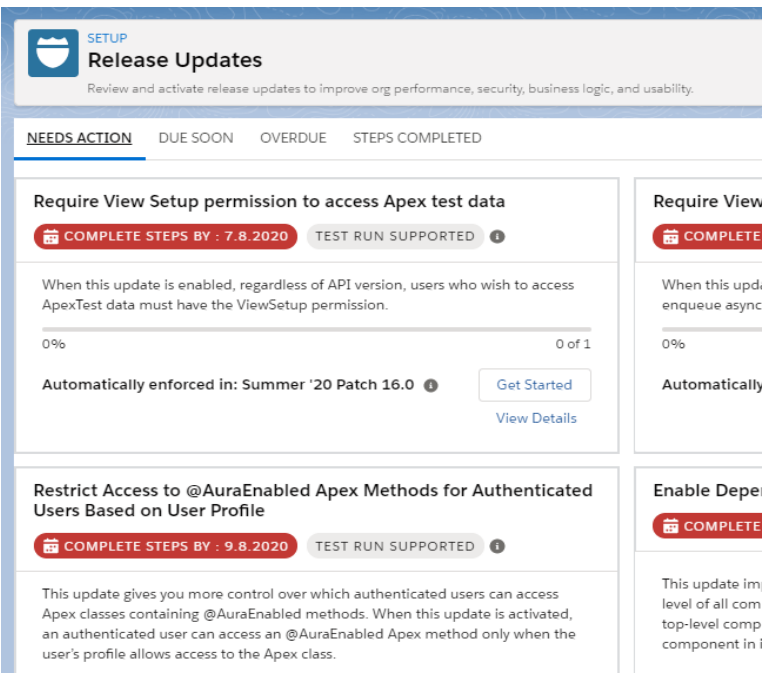 SETUP
Release Updates
Review and activate release updates to improve org performance, security, business logic, and usability.
NEEDS ACTION DUE SOON OVERDUE STEPS COMPLETED
Require View Setup permission to access Apex test data
COMPLETE STEPS BY : 7.8.2020 TEST RUN SUPPORTED
When this update is enabled, regardless of API version, users who wish to access
ApexTest data must have the ViewSetup permission.
0% 0 of 1
Automatically enforced in: Summer '20 Patch 16.0
Get Started
View Details
Require View
COMPLETE
When this upda
enqueue async
0%
Automatically
Restrict Access to @AuraEnabled Apex Methods for Authenticated
Users Based on User Profile
COMPLETE STEPS BY : 9.8.2020 TEST RUN SUPPORTED
This update gives you more control over which authenticated users can access
Apex classes containing @AuraEnabled methods. When this update is activated,
an authenticated user can access an @AuraEnabled Apex method only when the
user's profile allows access to the Apex class.
Enable Depe
COMPLETE
This update im
level of all com
top-level comp
component in i